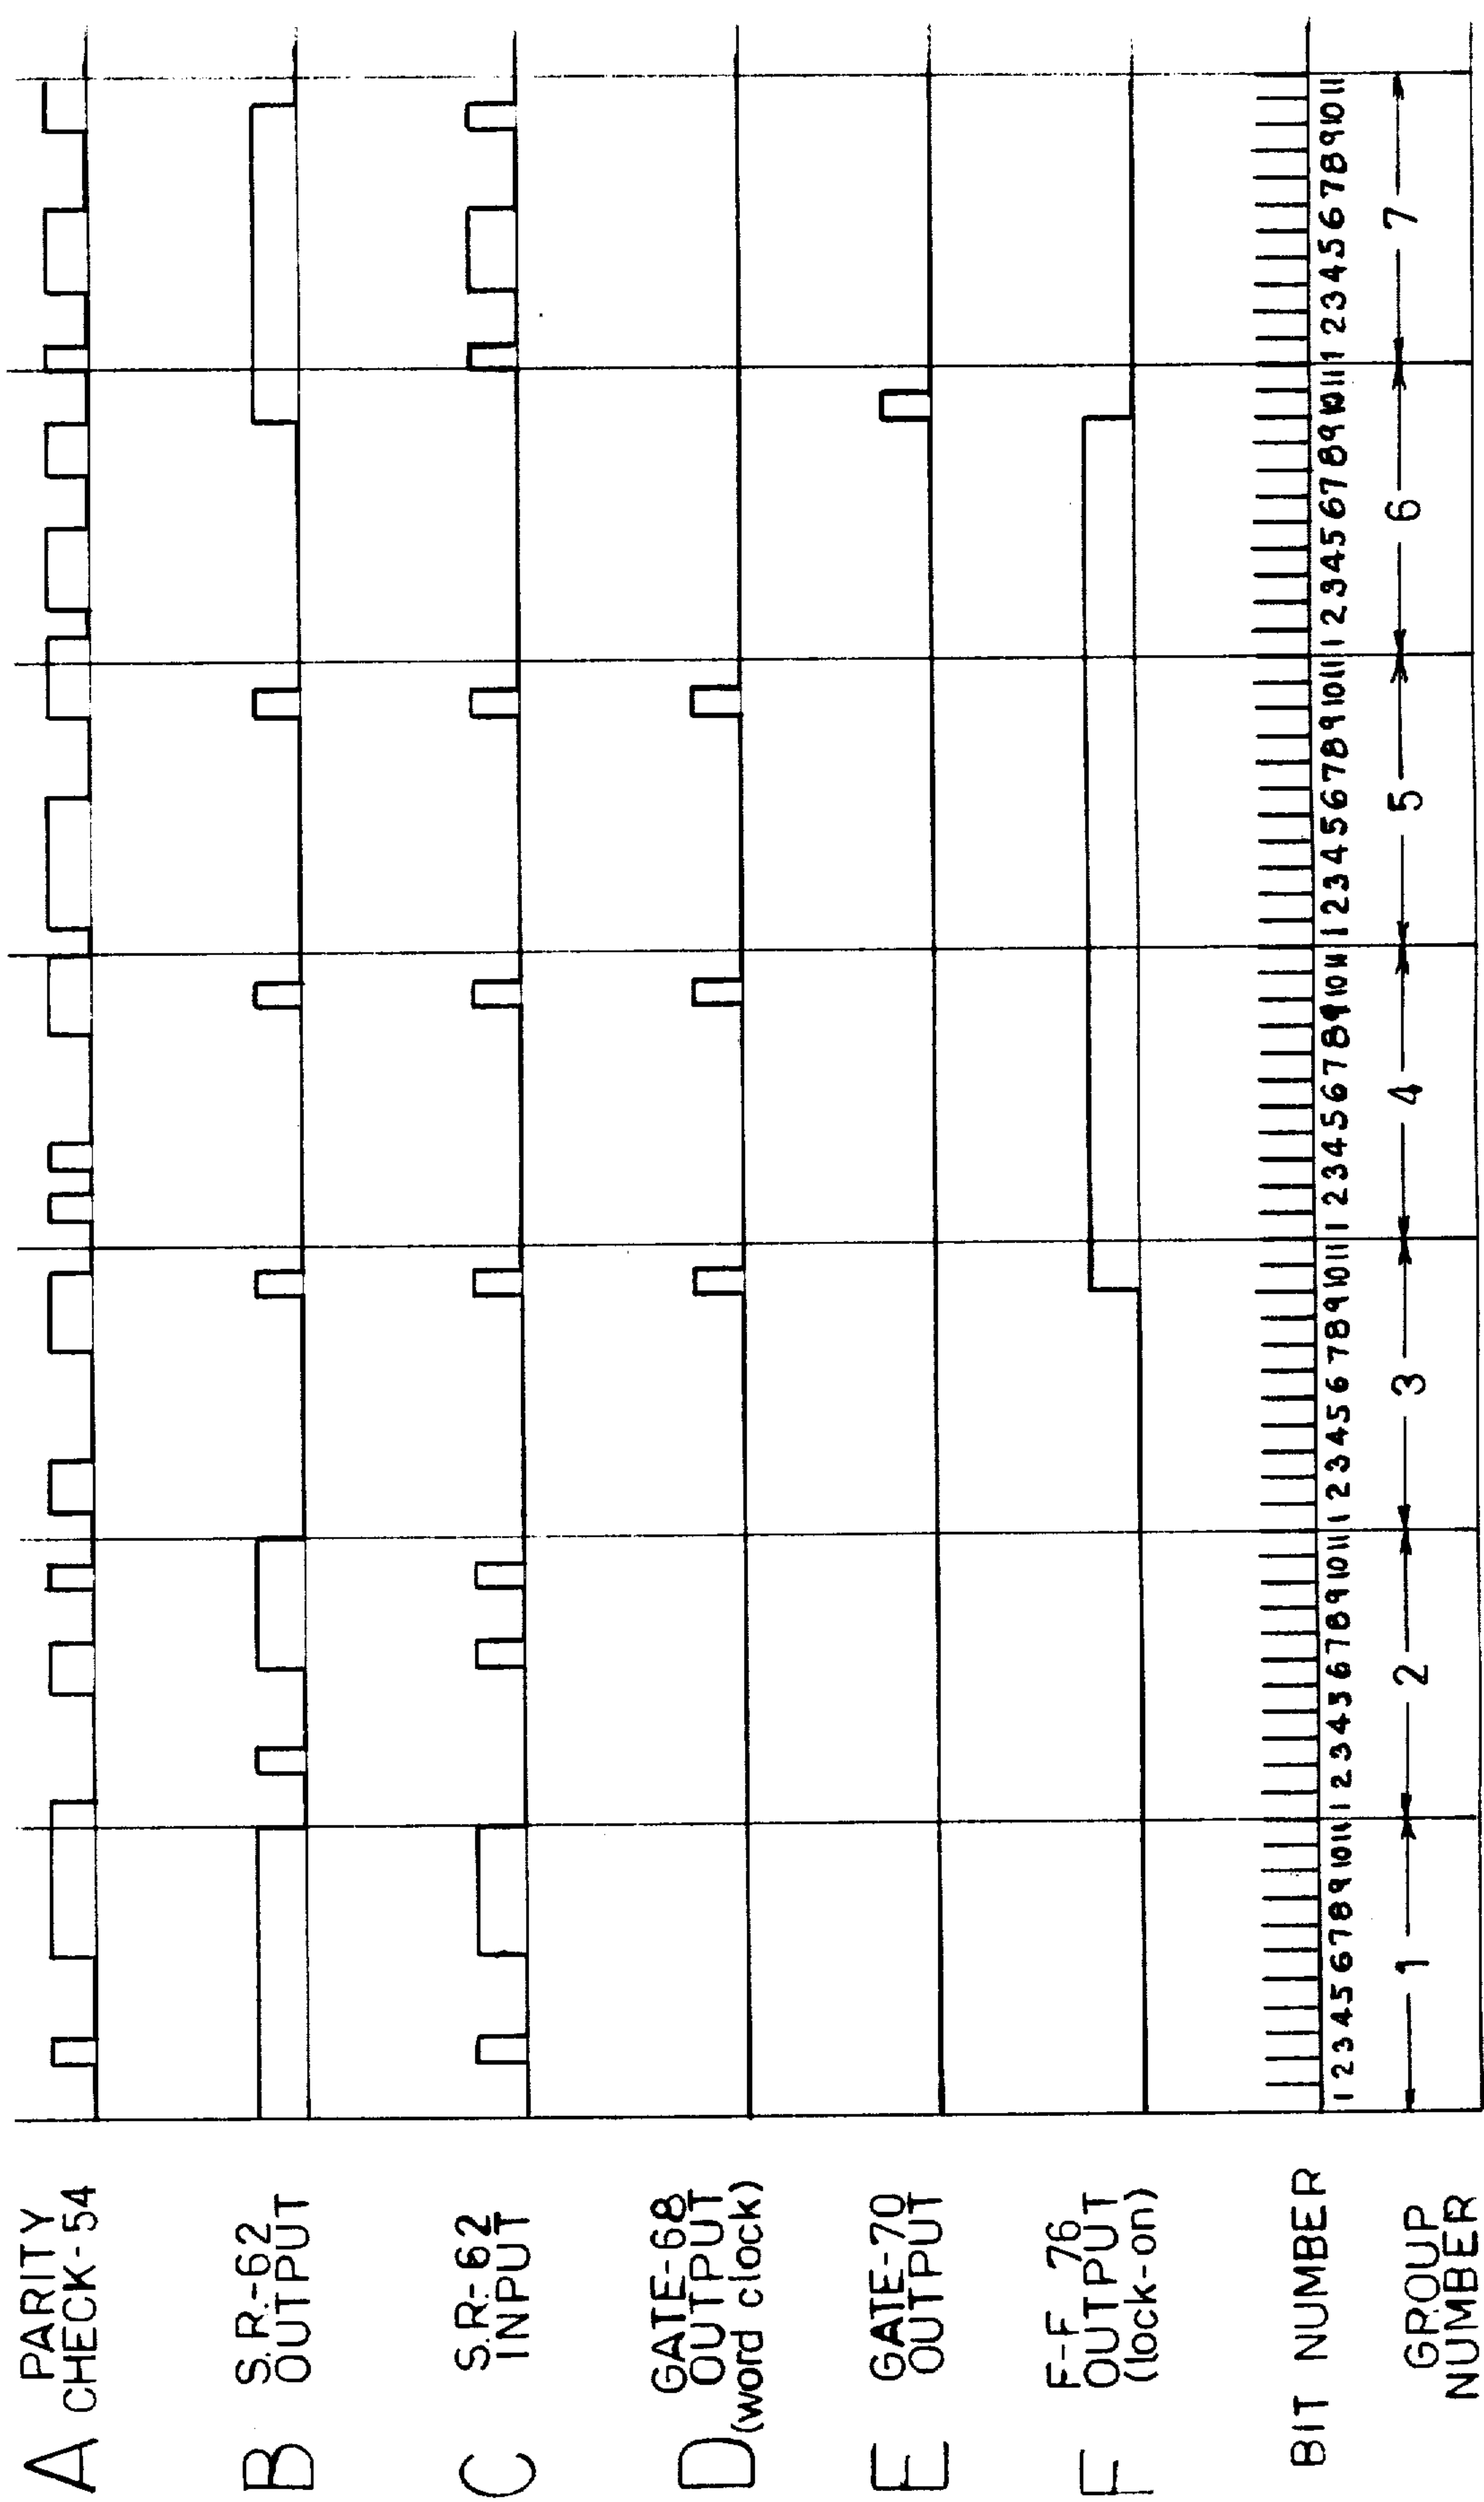 A PARITY
CHECK-54
B S.R.-62
OUTPUT
C S.R.-62
INPUT
D GATE-68
OUTPUT
(word clock)
E GATE-70
OUTPUT
F F-F 76
OUTPUT
(lock-on)
BIT NUMBER
1 2 3 4 5 6 7 8 9 10 11 1 2 3 4 5 6 7 8 9 10 11 1 2 3 4 5 6 7 8 9 10 11 1 2 3 4 5 6 7 8 9 10 11 1 2 3 4 5 6 7 8 9 10 11 1 2 3 4 5 6 7 8 9 10 11 1 2 3 4 5 6 7 8 9 10 11
GROUP
NUMBER
1 2 3 4 5 6 7